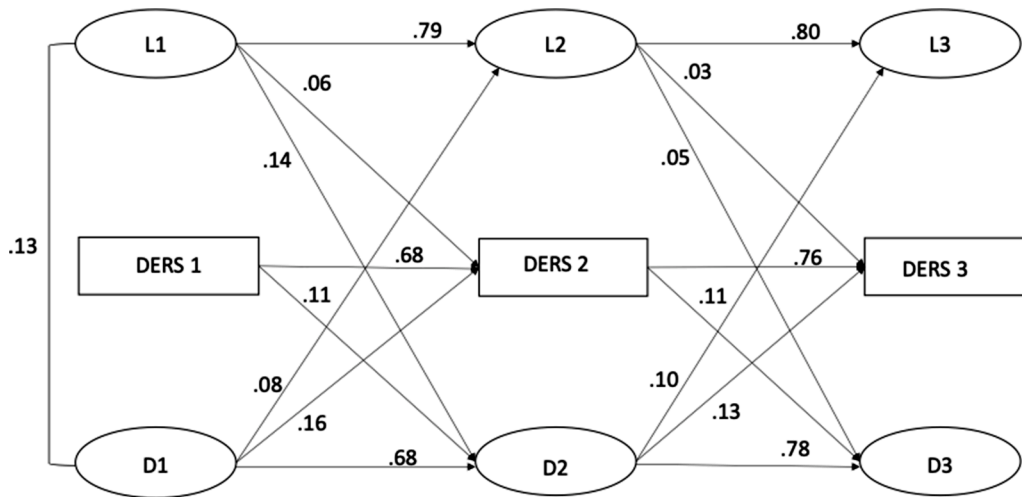 L1
.79
L2
.80
L3
.06
.03
.14
.05
.13
DERS 1
.68
DERS 2
.76
DERS 3
.11
.11
.08
.10
.16
.13
D1
.68
D2
.78
D3